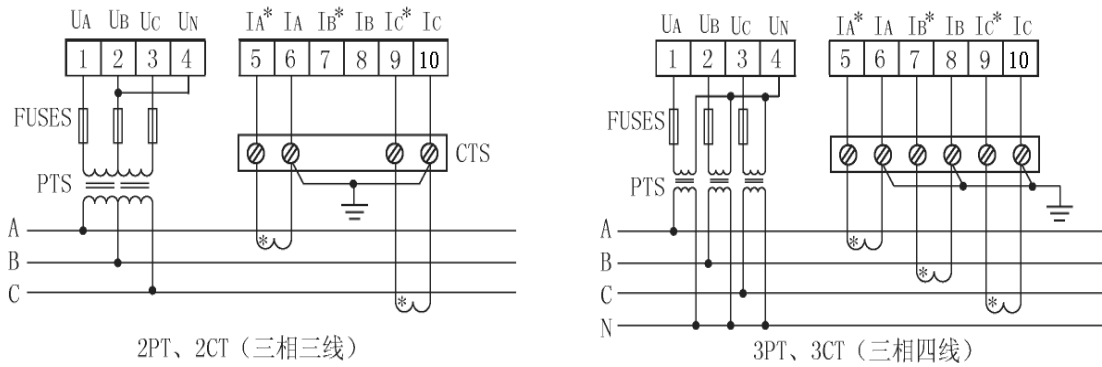 UA UB UC UN IA* IA IB* IB IC* IC
1 2 3 4 5 6 7 8 9 10
FUSES
CTS
PTS
A
*
B
C
*
2PT、2CT（三相三线）
UA UB UC UN IA* IA IB* IB IC* IC
1 2 3 4 5 6 7 8 9 10
FUSES
PTS
A
*
B
*
C
*
N
3PT、3CT（三相四线）